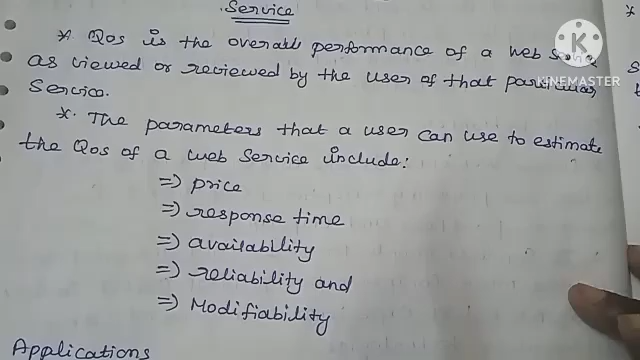 Service
* QoS is the overall performance of a web
as viewed or reviewed by the user of that particular
Service.
* The parameters that a user can use to estimate
the QoS of a web service include:
=> price
=> response time
=> availability
=> reliability and
=> Modifiability
Applications
KINEMASTER